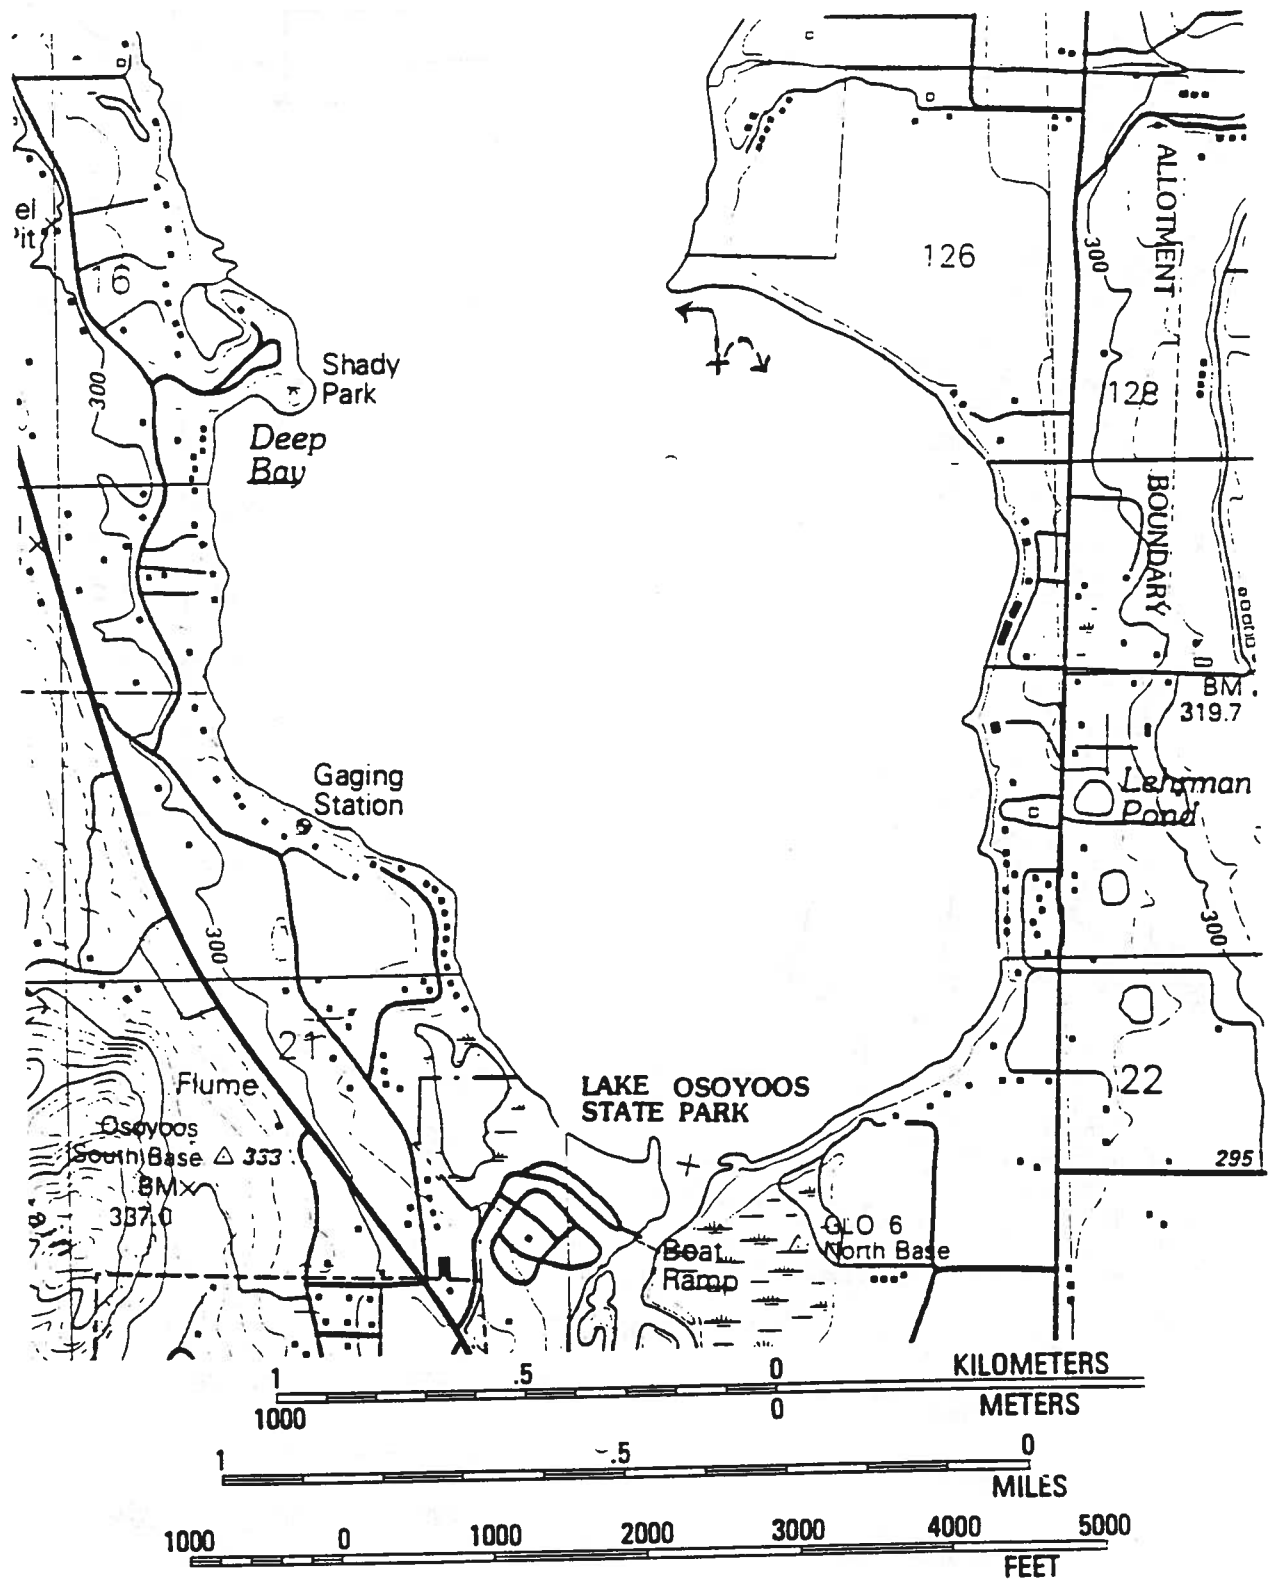 126
ALLOTMENT
300
el
Pit
16
Shady
Park
300
128
Deep
Bay
BOUNDARY
BM
319.7
Gaging
Station
Lehrman
Pond
300
300
21
Flume
LAKE OSOYOOS
STATE PARK
22
Osoyoos
South Base △ 333
BM×
337.0
295
GLO 6
North Base
Boat
Ramp
1 .5 0 KILOMETERS
1000 0 METERS
1 .5 0
MILES
1000 0 1000 2000 3000 4000 5000
FEET